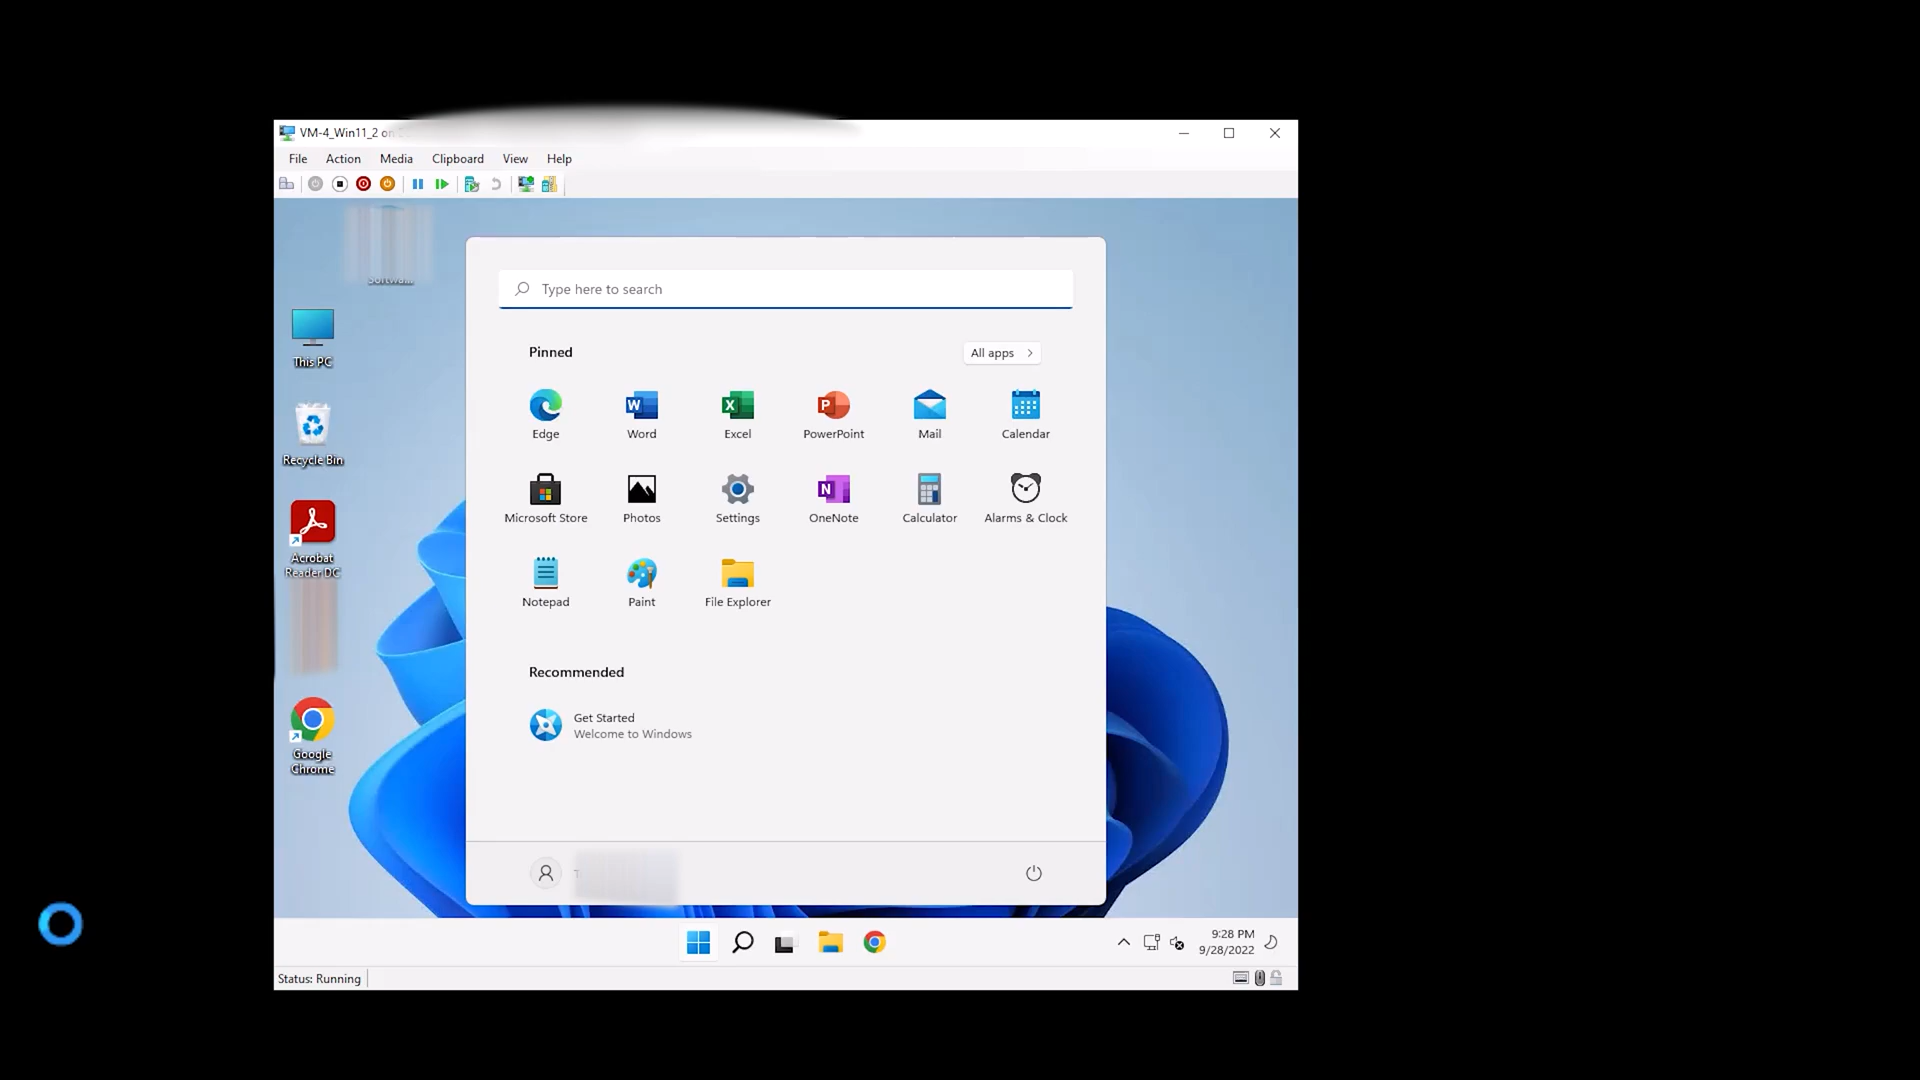 VM-4_Win11_2 on
File Action Media Clipboard View Help
Type here to search
Pinned
All apps
This PC
Recycle Bin
Acrobat Reader DC
Google Chrome
Edge
Word
Excel
PowerPoint
Mail
Calendar
Microsoft Store
Photos
Settings
OneNote
Calculator
Alarms & Clock
Notepad
Paint
File Explorer
Recommended
Get Started
Welcome to Windows
9:28 PM
9/28/2022
Status: Running